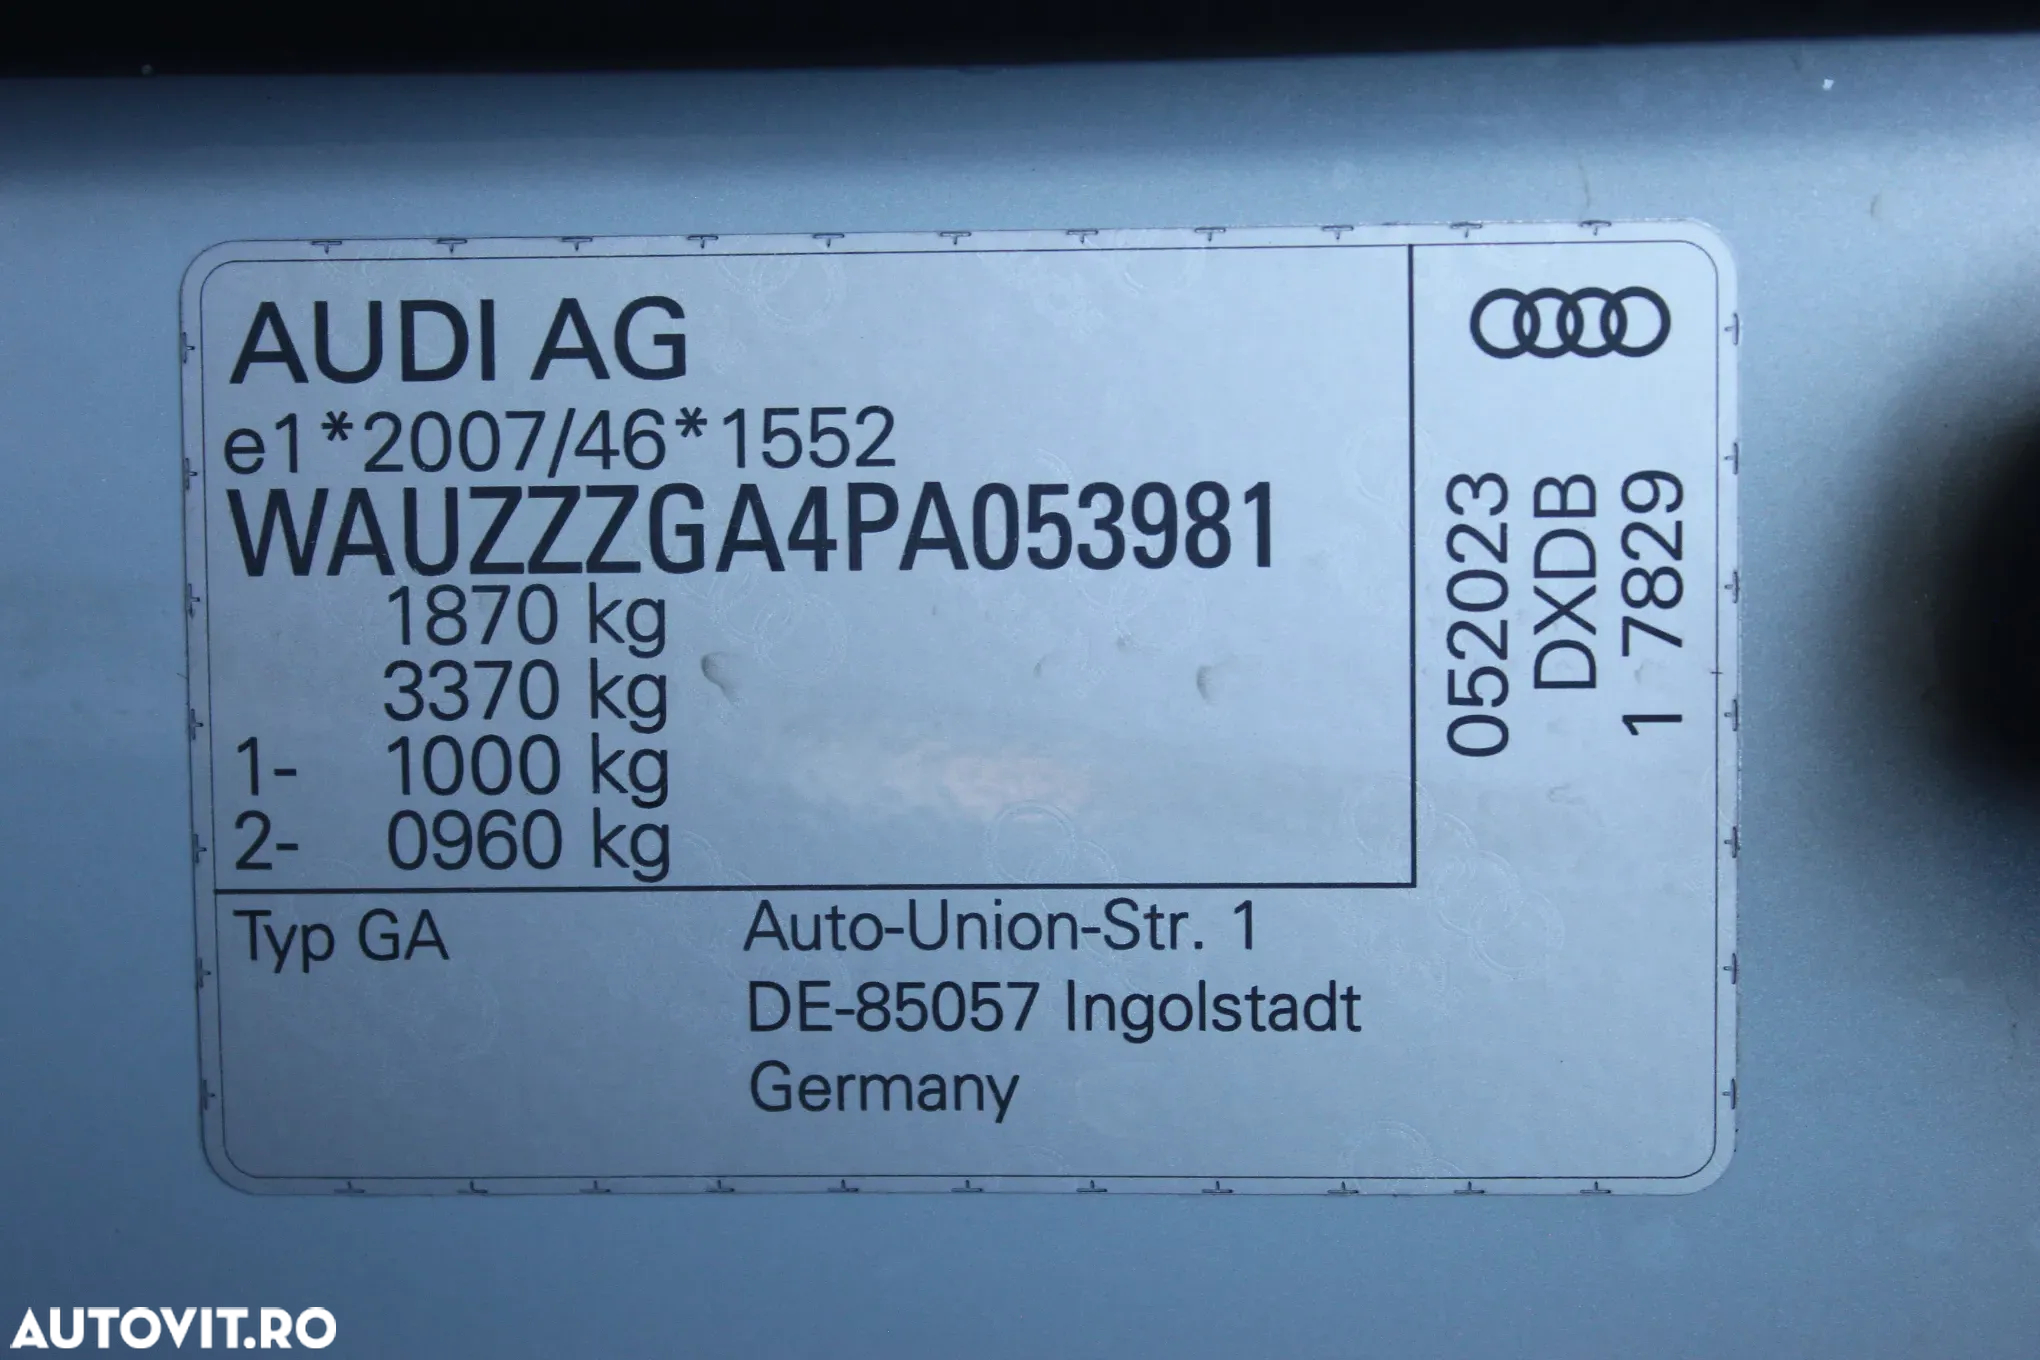 AUDI AG
e1*2007/46*1552
WAUZZZGA4PA053981
1870 kg
3370 kg
1- 1000 kg
2- 0960 kg
Typ GA
Auto-Union-Str. 1
DE-85057 Ingolstadt
Germany
052023
DXDB
1 7829
AUTOVIT.RO